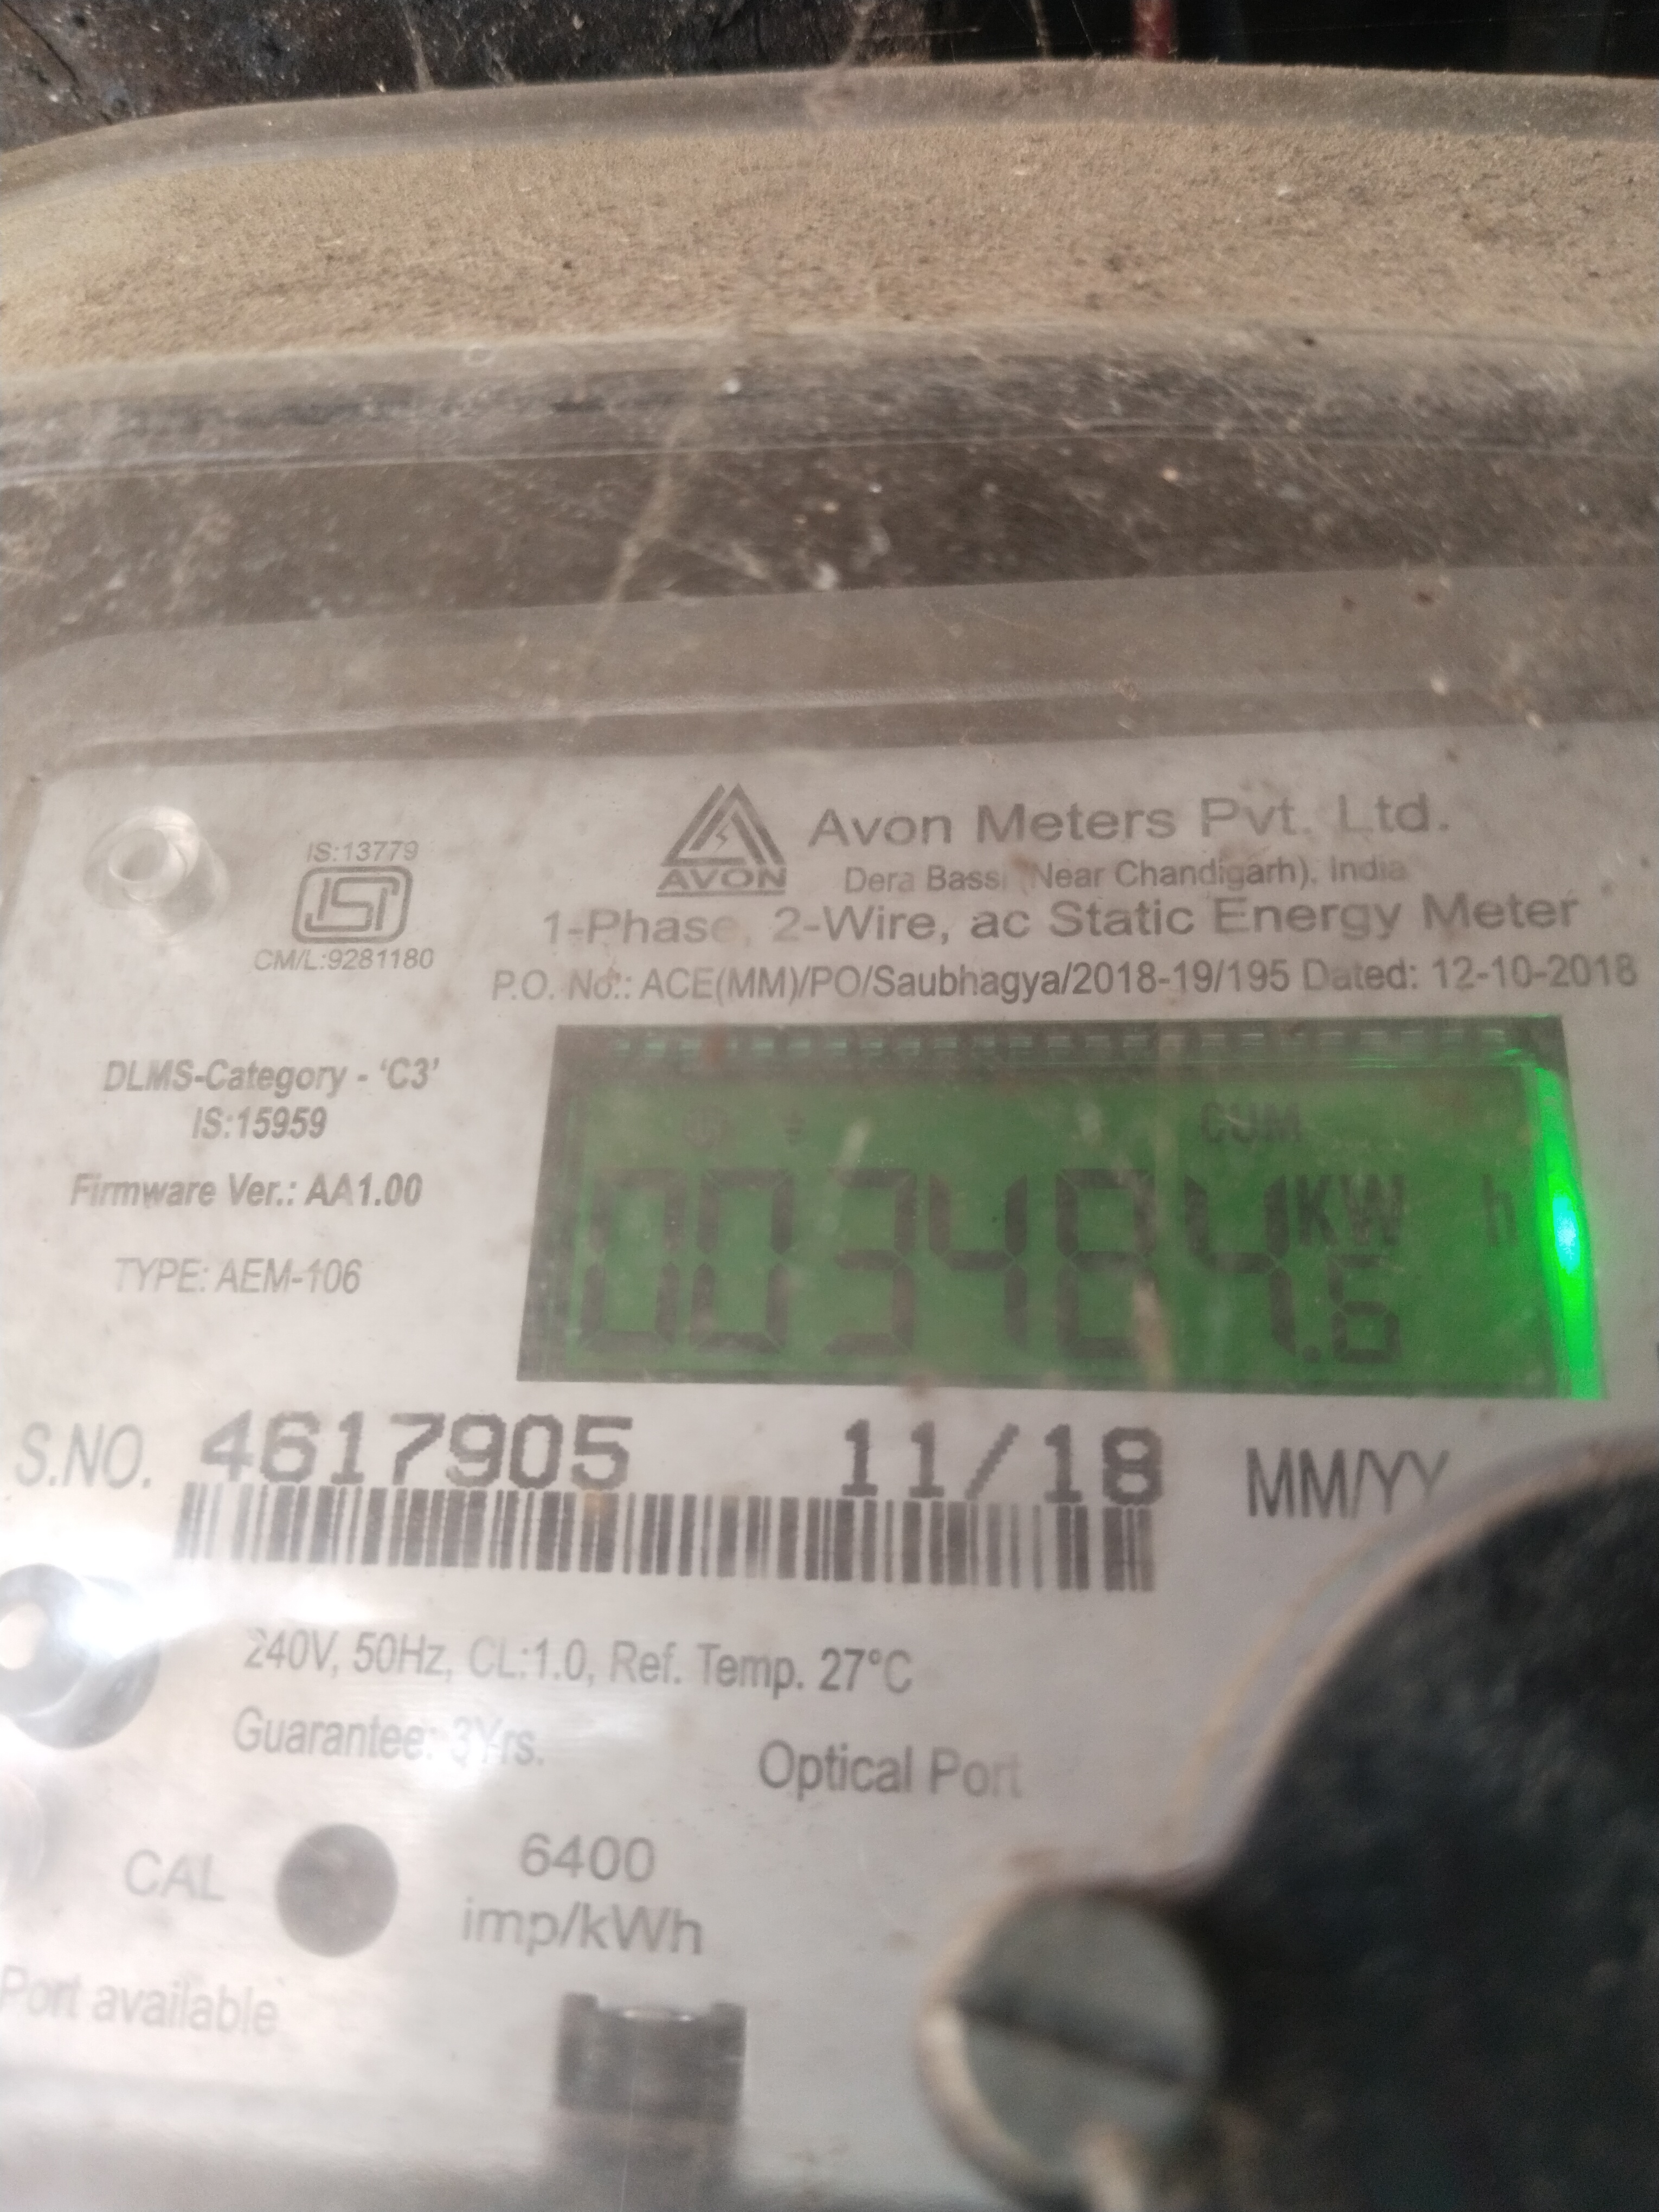 IS:13779
ISI
CM/L:9281180
AVON
Avon Meters Pvt. Ltd.
Dera Bassi (Near Chandigarh), India
1-Phase, 2-Wire, ac Static Energy Meter
P.O. No.: ACE(MM)/PO/Saubhagya/2018-19/195 Dated: 12-10-2018
DLMS-Category - 'C3'
IS:15959
Firmware Ver.: AA1.00
TYPE: AEM-106
CUM
003484.6 KW h
S.NO. 4617905 11/18 MM/YY
240V, 50Hz, CL:1.0, Ref. Temp. 27°C
Guarantee: 3Yrs.
Optical Port
CAL
6400
imp/kWh
Port available